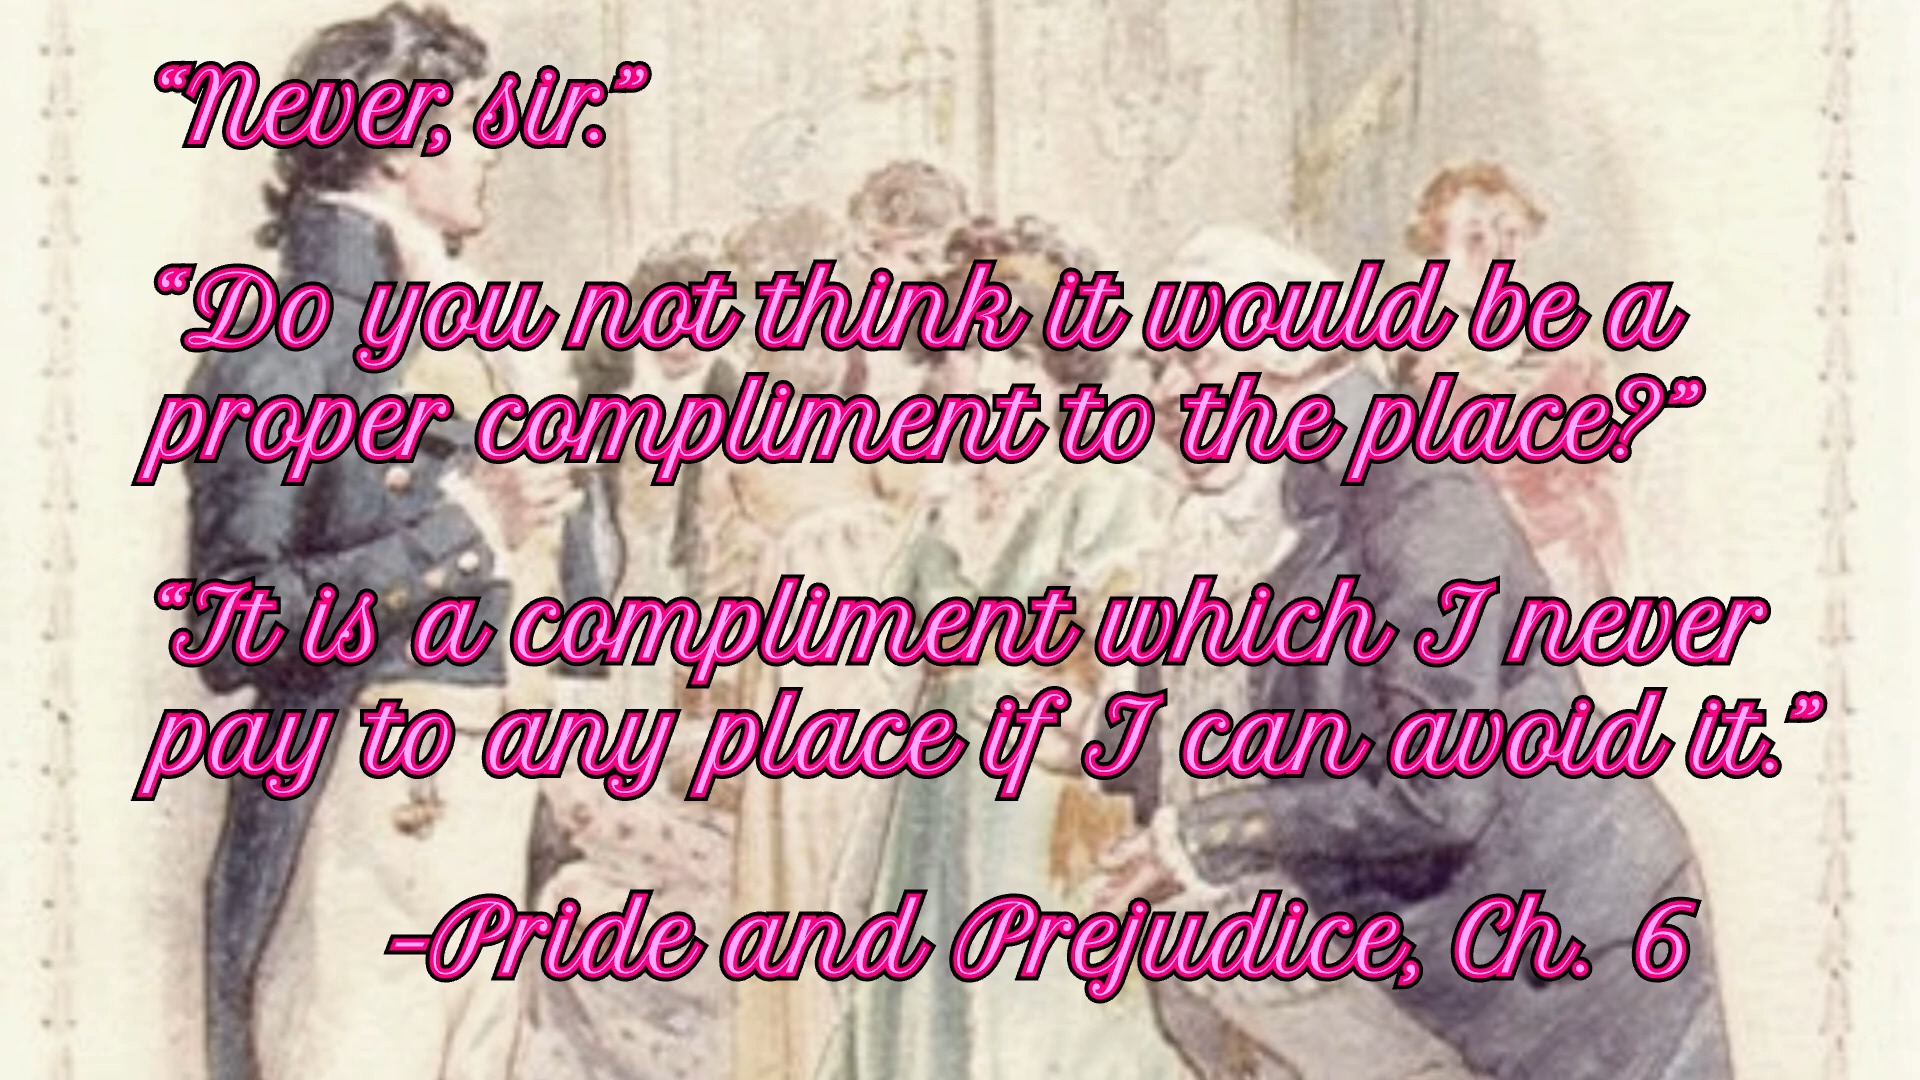 “Never, sir.”
“Do you not think it would be a
proper compliment to the place?”
“It is a compliment which I never
pay to any place if I can avoid it.”
-Pride and Prejudice, Ch. 6